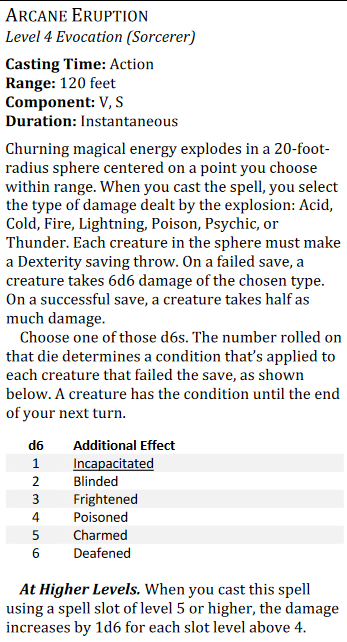 ARCANE ERUPTION
Level 4 Evocation (Sorcerer)
Casting Time: Action
Range: 120 feet
Component: V, S
Duration: Instantaneous
Churning magical energy explodes in a 20-foot-
radius sphere centered on a point you choose
within range. When you cast the spell, you select
the type of damage dealt by the explosion: Acid,
Cold, Fire, Lightning, Poison, Psychic, or
Thunder. Each creature in the sphere must make
a Dexterity saving throw. On a failed save, a
creature takes 6d6 damage of the chosen type.
On a successful save, a creature takes half as
much damage.
Choose one of those d6s. The number rolled on
that die determines a condition that’s applied to
each creature that failed the save, as shown
below. A creature has the condition until the end
of your next turn.
d6 Additional Effect
1 Incapacitated
2 Blinded
3 Frightened
4 Poisoned
5 Charmed
6 Deafened
At Higher Levels. When you cast this spell
using a spell slot of level 5 or higher, the damage
increases by 1d6 for each slot level above 4.